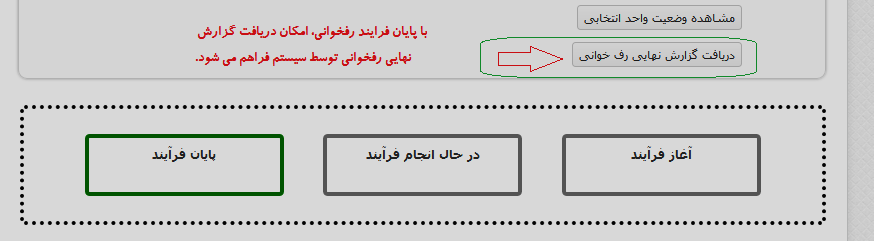 مشاهده وضعیت واحد انتخابی
دریافت گزارش نهایی رف خوانی
با پایان فرایند رفخوانی، امکان دریافت گزارش
نهایی رفخوانی توسط سیستم فراهم می شود.
آغاز فرآیند
در حال انجام فرآیند
پایان فرآیند